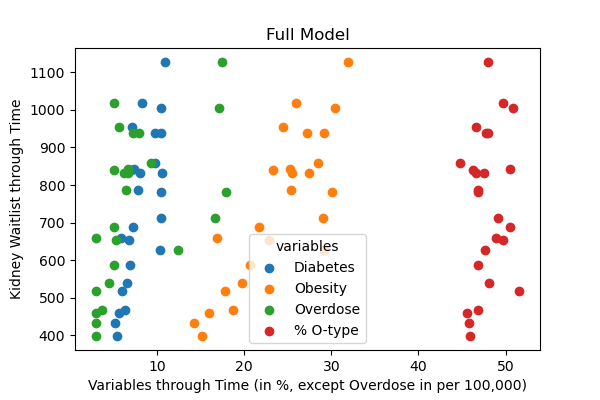 Full Model
Kidney Waitlist through Time
1100
1000
900
800
700
600
500
400
variables
Diabetes
Obesity
Overdose
% O-type
10
20
30
40
50
Variables through Time (in %, except Overdose in per 100,000)